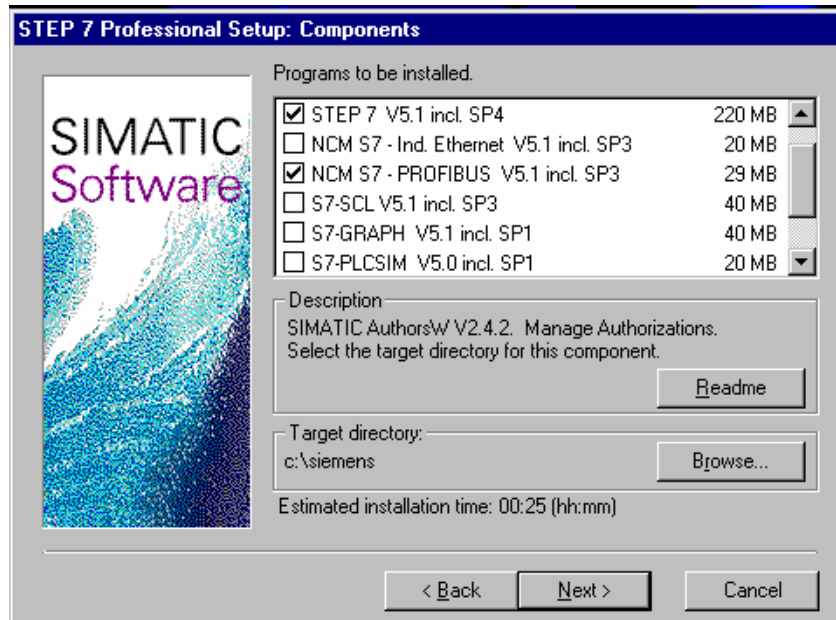 STEP 7 Professional Setup: Components
SIMATIC
Software
Programs to be installed.
STEP 7 V5.1 incl. SP4 220 MB
NCM S7 - Ind. Ethernet V5.1 incl. SP3 20 MB
NCM S7 - PROFIBUS V5.1 incl. SP3 29 MB
S7-SCL V5.1 incl. SP3 40 MB
S7-GRAPH V5.1 incl. SP1 40 MB
S7-PLCSIM V5.0 incl. SP1 20 MB
Description
SIMATIC AuthorsW V2.4.2. Manage Authorizations.
Select the target directory for this component.
Readme
Target directory:
c:\siemens
Browse...
Estimated installation time: 00:25 (hh:mm)
< Back Next > Cancel